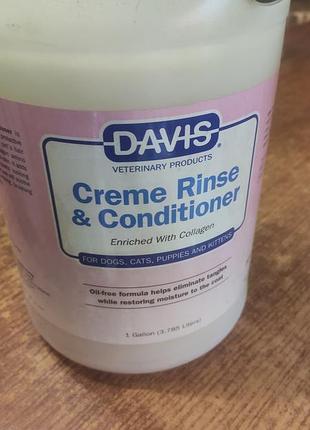 DAVIS®
VETERINARY PRODUCTS
Creme Rinse
& Conditioner
Enriched With Collagen
FOR DOGS, CATS, PUPPIES AND KITTENS
Oil-free formula helps eliminate tangles
while restoring moisture to the coat
1 Gallon (3.785 Liters)